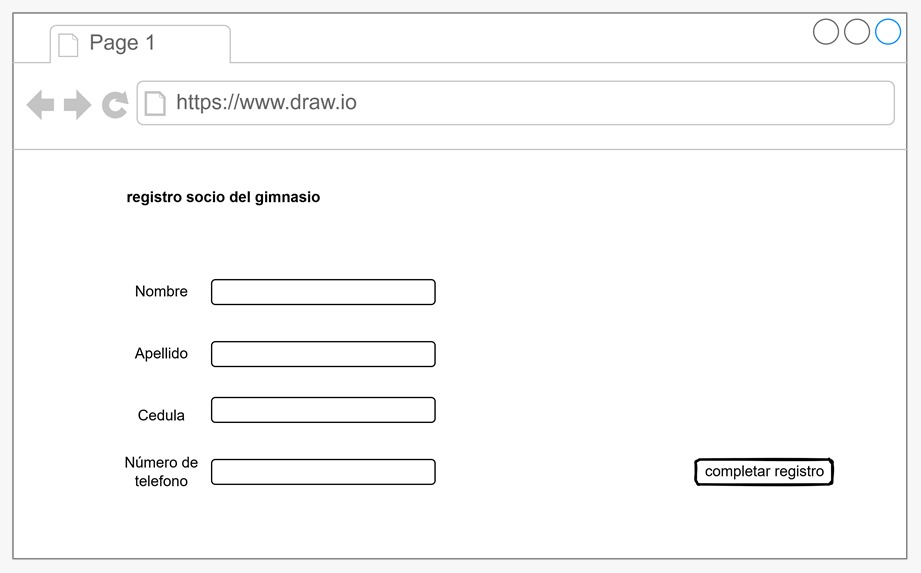 Page 1
https://www.draw.io
registro socio del gimnasio
Nombre
Apellido
Cedula
Número de
telefono
completar registro